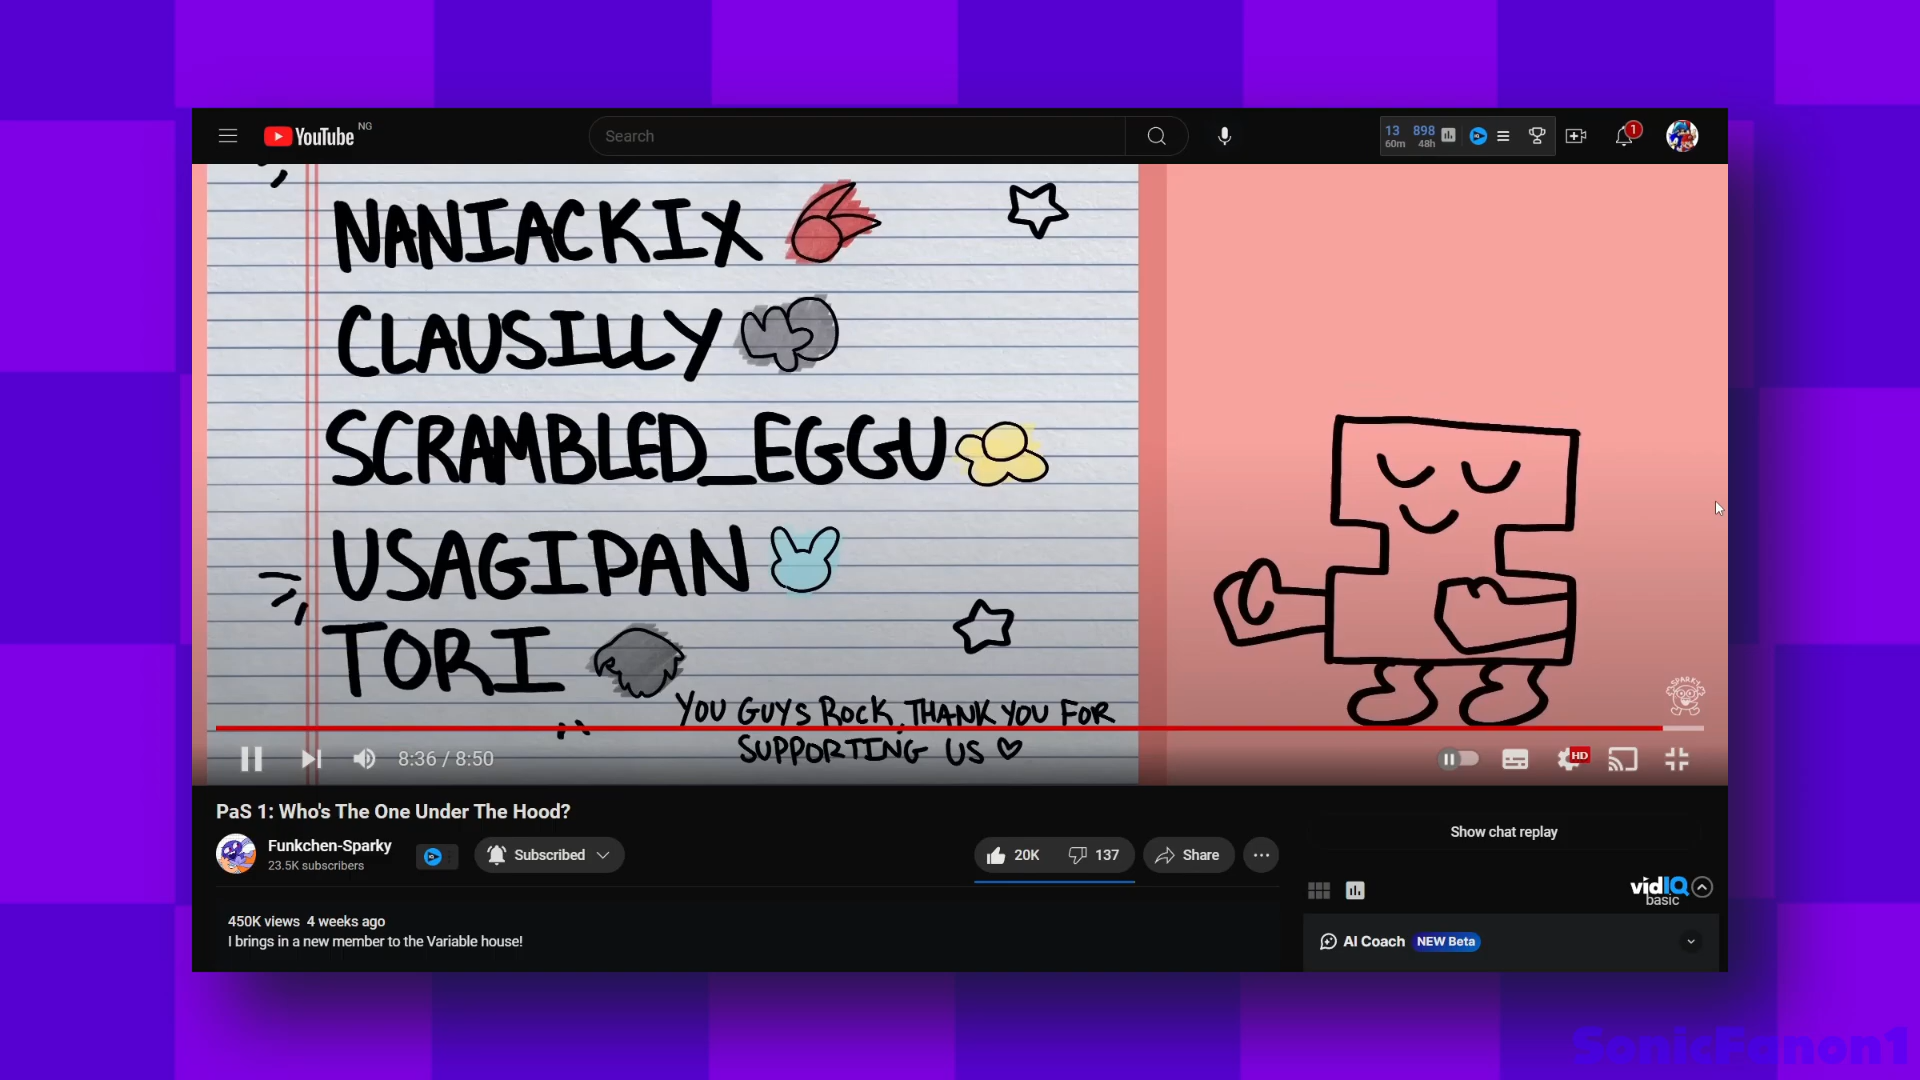 YouTube NG
Search
13 898
60m 48h
1
NANIACKIX
CLAUSILLY
SCRAMBLED_EGGU
USAGIPAN
TORI
YOU GUYS ROCK, THANK YOU FOR
SUPPORTING US
SPARKY
8:36 / 8:50
HD
PaS 1: Who's The One Under The Hood?
Funkchen-Sparky
23.5K subscribers
Subscribed
20K
137
Share
Show chat replay
vidIQ
basic
450K views 4 weeks ago
I brings in a new member to the Variable house!
AI Coach NEW Beta
SonicFanon1